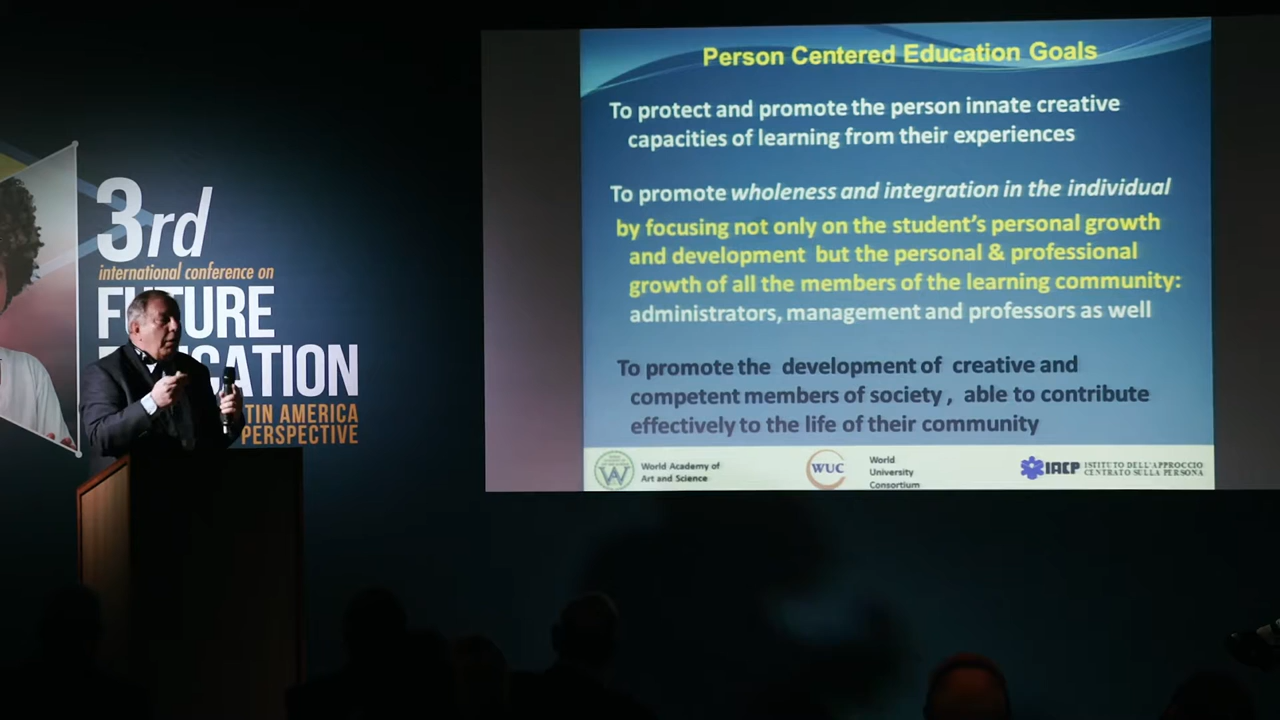 3rd
international conference on
FUTURE
TIN AMERICA
PERSPECTIVE
Person Centered Education Goals
To protect and promote the person innate creative
capacities of learning from their experiences
To promote wholeness and integration in the individual
by focusing not only on the student's personal growth
and development but the personal & professional
growth of all the members of the learning community:
administrators, management and professors as well
To promote the development of creative and
competent members of society , able to contribute
effectively to the life of their community
World Academy of
Art and Science
WUC
World
University
Consortium
IACP
ISTITUTO DELL'APPROCCIO
CENTRATO SULLA PERSONA